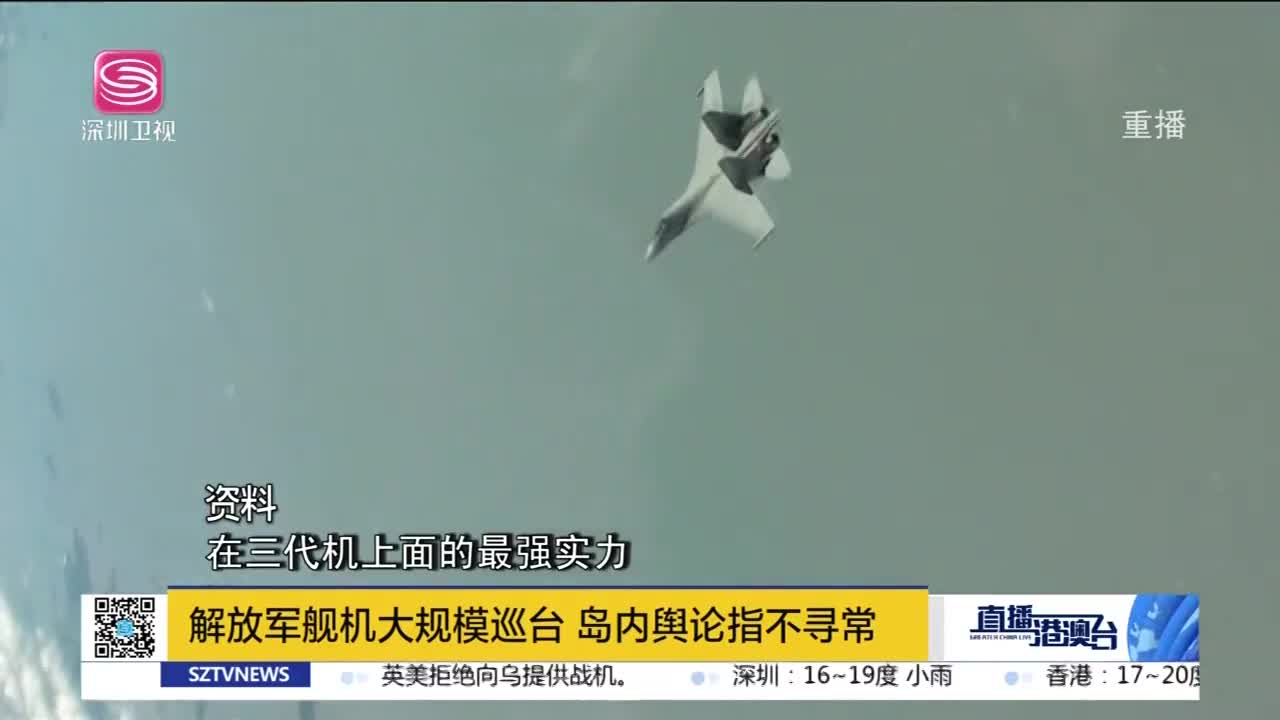 深圳卫视
重播
资料
在三代机上面的最强实力
解放军舰机大规模巡台 岛内舆论指不寻常
直播港澳台
GREATER CHINA LIVE
SZTVNEWS 英美拒绝向乌提供战机。 深圳：16~19度 小雨 香港：17~20度